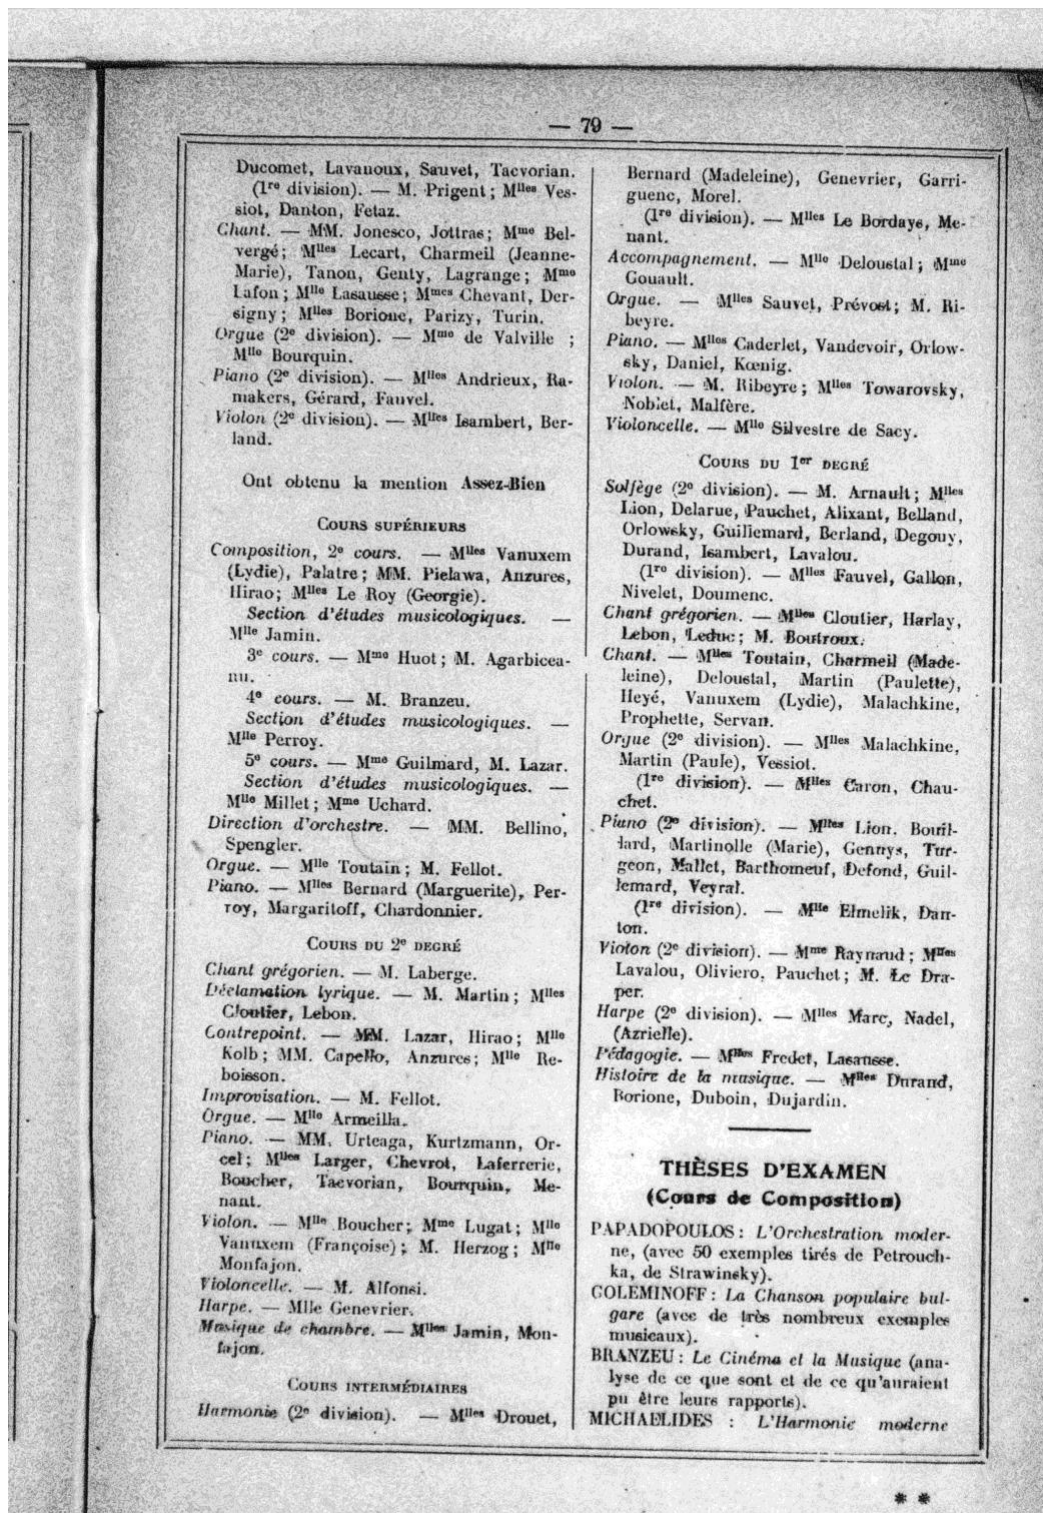 — 79 —
Ducomet, Lavanoux, Sauvet, Tacvorian.
(1re division). — M. Prigent ; Mlles Ves-
siot, Danton, Fetaz.
Chant. — MM. Jonesco, Jottras ; Mme Bel-
vergé ; Mlles Lecart, Charmeil (Jeanne-
Marie), Tanon, Genty, Lagrange ; Mme
Lafon ; Mlle Lasausse ; Mmes Chevant, Der-
signy ; Mlles Borione, Parizy, Turin.
Orgue (2e division). — Mme de Valville ;
Mlle Bourquin.
Piano (2e division). — Mlles Andrieux, Ra-
makers, Gérard, Fauvel.
Violon (2e division). — Mlles Isambert, Ber-
land.
Ont obtenu la mention Assez-Bien
COURS SUPÉRIEURS
Composition, 2e cours. — Mlles Vanuxem
(Lydie), Palatre ; MM. Pielawa, Anzures,
Hirao ; Mlles Le Roy (Georgie).
Section d'études musicologiques. —
Mlle Jamin.
3e cours. — Mme Huot ; M. Agarbicea-
nu.
4e cours. — M. Branzeu.
Section d'études musicologiques. —
Mlle Perroy.
5e cours. — Mme Guilmard, M. Lazar.
Section d'études musicologiques. —
Mlle Millet ; Mme Uchard.
Direction d'orchestre. — MM. Bellino,
Spengler.
Orgue. — Mlle Toutain ; M. Fellot.
Piano. — Mlles Bernard (Marguerite), Per-
roy, Margaritoff, Chardonnier.
COURS DU 2e DEGRÉ
Chant grégorien. — M. Laberge.
Déclamation lyrique. — M. Martin ; Mlles
Cloutier, Lebon.
Contrepoint. — MM. Lazar, Hirao ; Mlle
Kolb ; MM. Capello, Anzures ; Mlle Re-
boisson.
Improvisation. — M. Fellot.
Orgue. — Mlle Armeilla.
Piano. — MM. Urteaga, Kurtzmann, Or-
cel ; Mlles Larger, Chevrot, Laferrerie,
Boucher, Tacvorian, Bourquin, Me-
nant.
Violon. — Mlle Boucher ; Mme Lugat ; Mlle
Vanuxem (Françoise) ; M. Herzog ; Mlle
Monfajon.
Violoncelle. — M. Alfonsi.
Harpe. — Mlle Genevrier.
Musique de chambre. — Mlles Jamin, Mon-
fajon.
COURS INTERMÉDIAIRES
Harmonie (2e division). — Mlles Drouet,
Bernard (Madeleine), Genevrier, Garri-
guenc, Morel.
(1re division). — Mlles Le Bordays, Me-
nant.
Accompagnement. — Mlle Deloustal ; Mme
Gouault.
Orgue. — Mlles Sauvet, Prévost ; M. Ri-
beyre.
Piano. — Mlles Caderlet, Vandevoir, Orlow-
sky, Daniel, Kœnig.
Violon. — M. Ribeyre ; Mlles Towarovsky,
Noblet, Malfère.
Violoncelle. — Mlle Silvestre de Sacy.
COURS DU 1er DEGRÉ
Solfège (2e division). — M. Arnault ; Mlles
Lion, Delarue, Pauchet, Alixant, Belland,
Orlowsky, Guillemard, Berland, Degouy,
Durand, Isambert, Lavalou.
(1re division). — Mlles Fauvel, Gallon,
Nivelet, Doumenc.
Chant grégorien. — Mlles Cloutier, Harlay,
Lebon, Leduc ; M. Boutroux.
Chant. — Mlles Toutain, Charmeil (Made-
leine), Deloustal, Martin (Paulette),
Heyé, Vanuxem (Lydie), Malachkine,
Prophette, Servan.
Orgue (2e division). — Mlles Malachkine,
Martin (Paule), Vessiot.
(1re division). — Mlles Caron, Chau-
chet.
Piano (2e division). — Mlles Lion, Bouil-
lard, Martinolle (Marie), Gennys, Tur-
geon, Mallet, Barthomeuf, Defond, Guil-
lemard, Veyral.
(1re division). — Mlle Elmelik, Dan-
ton.
Violon (2e division). — Mme Raynaud ; Mlles
Lavalou, Oliviero, Pauchet ; M. Le Dra-
per.
Harpe (2e division). — Mlles Marc, Nadel,
(Azrielle).
Pédagogie. — Mlles Fredet, Lasausse.
Histoire de la musique. — Mlles Durand,
Borione, Duboin, Dujardin.
THÈSES D'EXAMEN
(Cours de Composition)
PAPADOPOULOS : L'Orchestration moder-
ne, (avec 50 exemples tirés de Petrouch-
ka, de Strawinsky).
GOLEMINOFF : La Chanson populaire bul-
gare (avec de très nombreux exemples
musicaux).
BRANZEU : Le Cinéma et la Musique (ana-
lyse de ce que sont et de ce qu'auraient
pu être leurs rapports).
MICHAELIDES : L'Harmonie moderne
* *